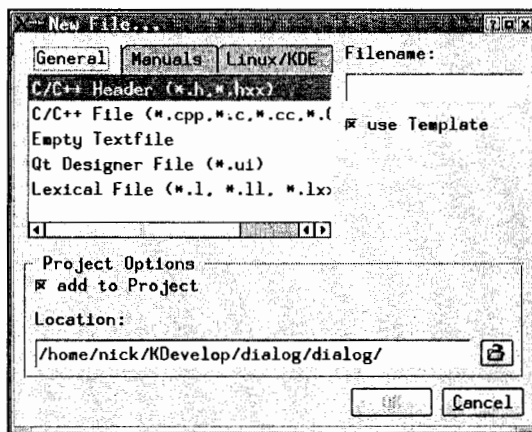 New File...
General Manuals Linux/KDE
Filename:
C/C++ Header (*.h,*.hxx)
C/C++ File (*.cpp,*.c,*.cc,*.C
use Template
Empty Textfile
Qt Designer File (*.ui)
Lexical File (*.l, *.ll, *.lx
Project Options
add to Project
Location:
/home/nick/KDevelop/dialog/dialog/
OK Cancel